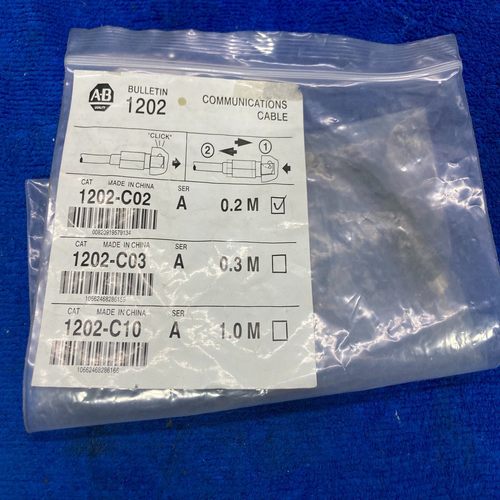 A-B
QUALITY
BULLETIN
1202
COMMUNICATIONS
CABLE
"CLICK"
2 1
CAT MADE IN CHINA SER
1202-C02 A 0.2 M
CAT MADE IN CHINA SER
1202-C03 A 0.3 M
CAT MADE IN CHINA SER
1202-C10 A 1.0 M